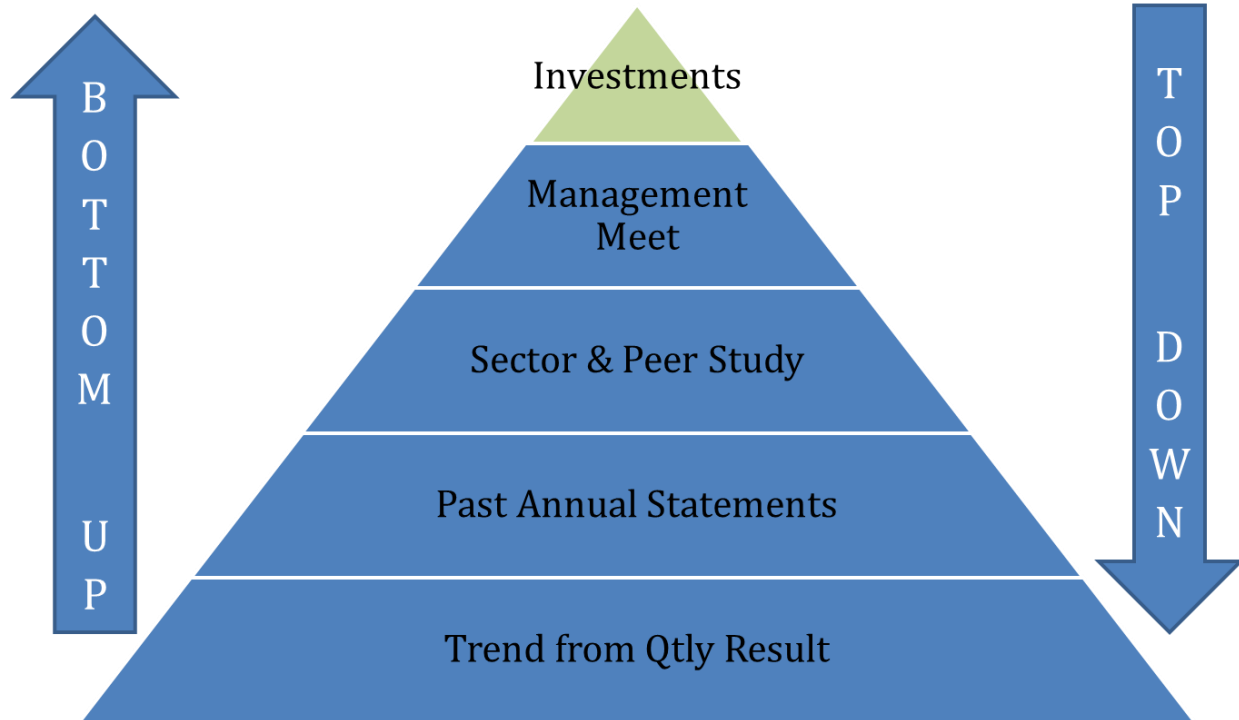 BOTTOM UP
Investments
Management
Meet
Sector & Peer Study
Past Annual Statements
Trend from Qtly Result
TOP DOWN